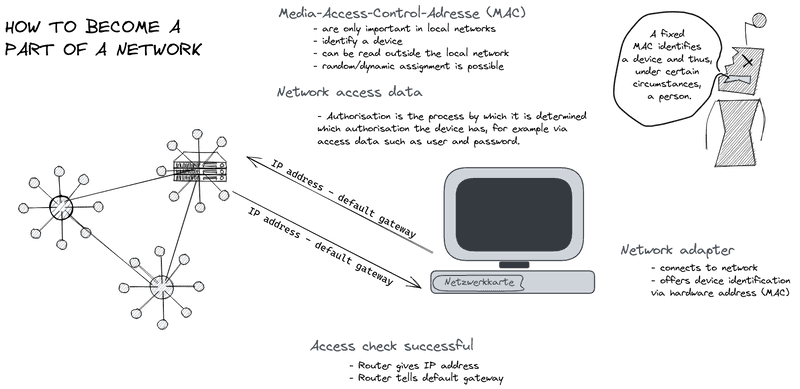 HOW TO BECOME A
PART OF A NETWORK
Media-Access-Control-Adresse (MAC)
- are only important in local networks
- identify a device
- can be read outside the local network
- random/dynamic assignment is possible
Network access data
- Authorisation is the process by which it is determined
which authorisation the device has, for example via
access data such as user and password.
A fixed
MAC identifies
a device and thus,
under certain
circumstances,
a person.
IP address - default gateway
IP address - default gateway
Netzwerkkarte
Network adapter
- connects to network
- offers device identification
via hardware address (MAC)
Access check successful
- Router gives IP address
- Router tells default gateway